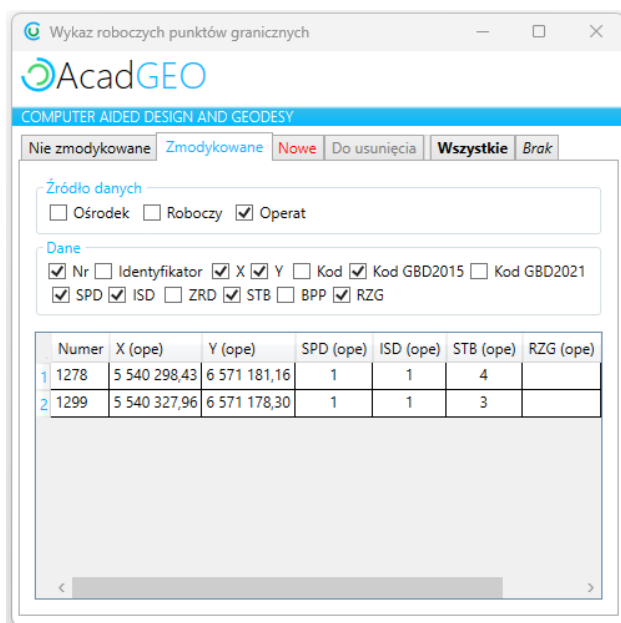 Wykaz roboczych punktów granicznych
AcadGEO
COMPUTER AIDED DESIGN AND GEODESY
Nie zmodykowane Zmodykowane Nowe Do usunięcia Wszystkie Brak
Źródło danych
Ośrodek Roboczy Operat
Dane
Nr Identyfikator X Y Kod Kod GBD2015 Kod GBD2021
SPD ISD ZRD STB BPP RZG
Numer X (ope) Y (ope) SPD (ope) ISD (ope) STB (ope) RZG (ope)
1 1278 5 540 298,43 6 571 181,16 1 1 4
2 1299 5 540 327,96 6 571 178,30 1 1 3